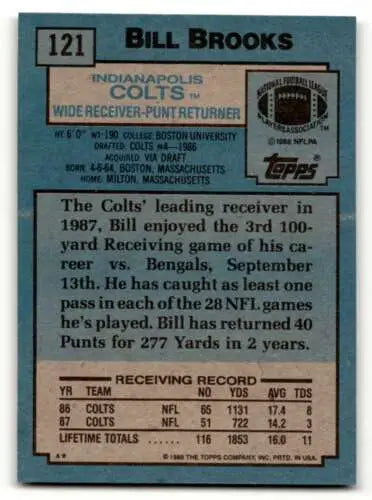 121
BILL BROOKS
INDIANAPOLIS
COLTS TM
WIDE RECEIVER-PUNT RETURNER
NATIONAL FOOTBALL LEAGUE
PLAYERS ASSOCIATION
© 1988 NFLPA
Topps ®
HT 6'0" WT-190 COLLEGE: BOSTON UNIVERSITY
DRAFTED: COLTS #4-1986
ACQUIRED: VIA DRAFT
BORN: 4-6-64, BOSTON, MASSACHUSETTS
HOME: MILTON, MASSACHUSETTS
The Colts' leading receiver in
1987, Bill enjoyed the 3rd 100-
yard Receiving game of his ca-
reer vs. Bengals, September
13th. He has caught as least one
pass in each of the 28 NFL games
he's played. Bill has returned 40
Punts for 277 Yards in 2 years.
RECEIVING RECORD
YR TEAM NO YDS AVG TDS
86 COLTS NFL 65 1131 17.4 8
87 COLTS NFL 51 722 14.2 3
LIFETIME TOTALS 116 1853 16.0 11
A* © 1988 THE TOPPS COMPANY, INC. PRTD. IN U.S.A.